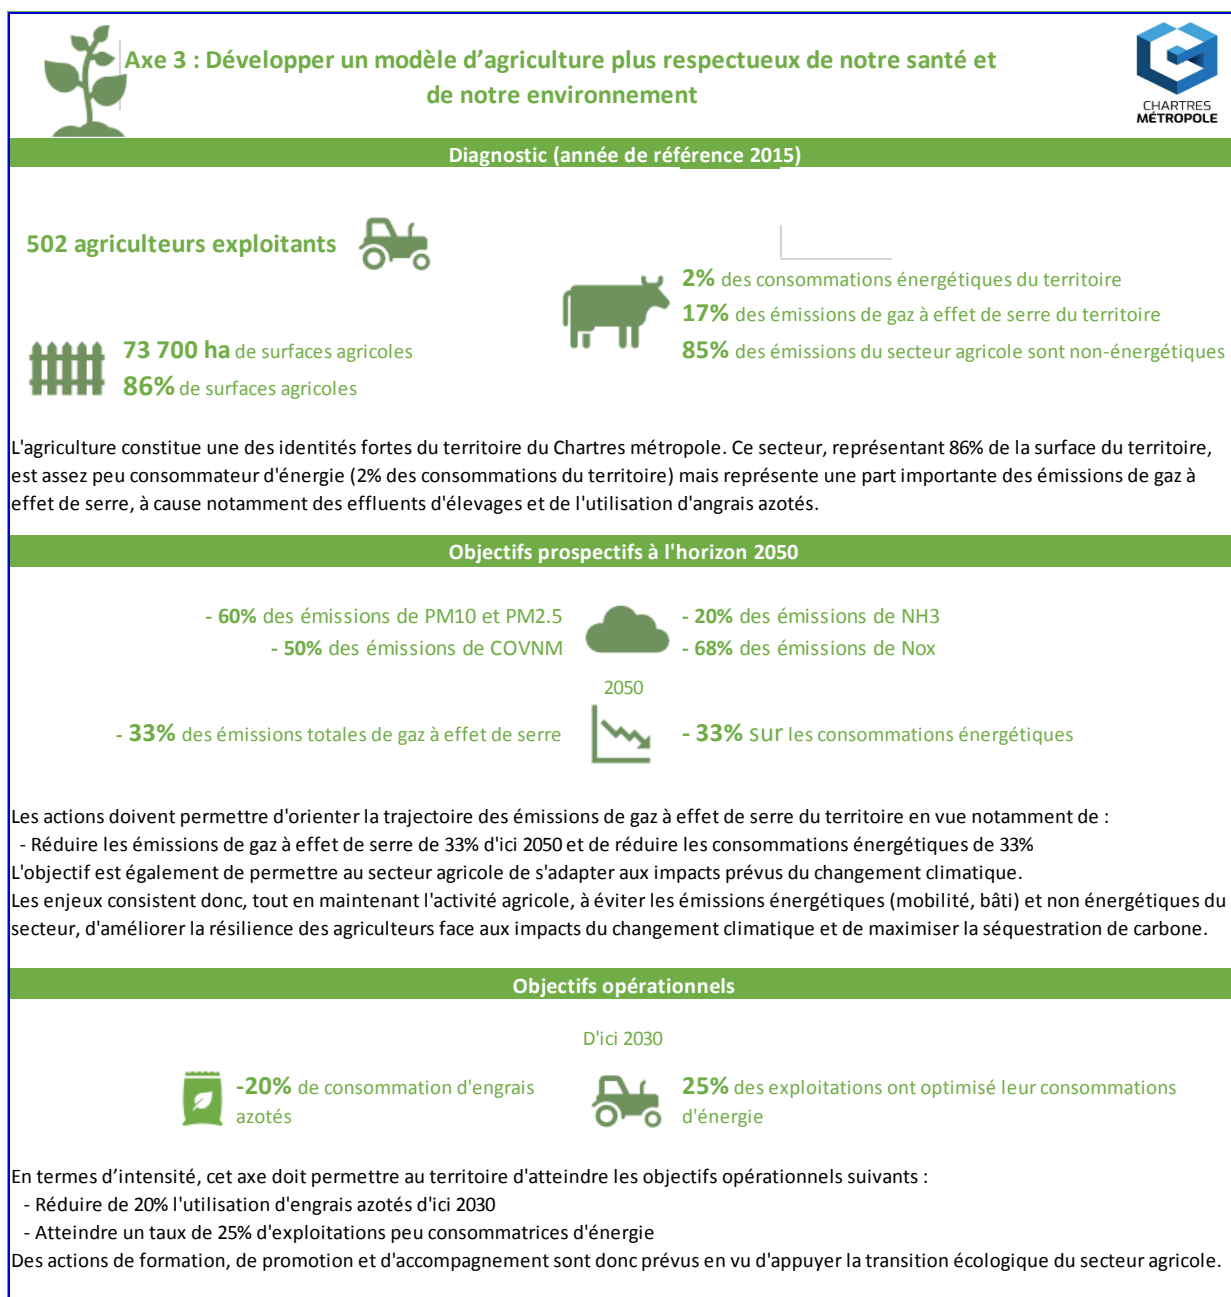 Axe 3 : Développer un modèle d’agriculture plus respectueux de notre santé et
de notre environnement
CHARTRES
MÉTROPOLE
Diagnostic (année de référence 2015)
502 agriculteurs exploitants
2% des consommations énergétiques du territoire
17% des émissions de gaz à effet de serre du territoire
85% des émissions du secteur agricole sont non-énergétiques
73 700 ha de surfaces agricoles
86% de surfaces agricoles
L'agriculture constitue une des identités fortes du territoire du Chartres métropole. Ce secteur, représentant 86% de la surface du territoire,
est assez peu consommateur d'énergie (2% des consommations du territoire) mais représente une part importante des émissions de gaz à
effet de serre, à cause notamment des effluents d'élevages et de l'utilisation d'angrais azotés.
Objectifs prospectifs à l'horizon 2050
- 60% des émissions de PM10 et PM2.5
- 50% des émissions de COVNM
- 20% des émissions de NH3
- 68% des émissions de Nox
2050
- 33% des émissions totales de gaz à effet de serre
- 33% sur les consommations énergétiques
Les actions doivent permettre d'orienter la trajectoire des émissions de gaz à effet de serre du territoire en vue notamment de :
- Réduire les émissions de gaz à effet de serre de 33% d'ici 2050 et de réduire les consommations énergétiques de 33%
L'objectif est également de permettre au secteur agricole de s'adapter aux impacts prévus du changement climatique.
Les enjeux consistent donc, tout en maintenant l'activité agricole, à éviter les émissions énergétiques (mobilité, bâti) et non énergétiques du
secteur, d'améliorer la résilience des agriculteurs face aux impacts du changement climatique et de maximiser la séquestration de carbone.
Objectifs opérationnels
D'ici 2030
-20% de consommation d'engrais
azotés
25% des exploitations ont optimisé leur consommations
d'énergie
En termes d’intensité, cet axe doit permettre au territoire d'atteindre les objectifs opérationnels suivants :
- Réduire de 20% l'utilisation d'engrais azotés d'ici 2030
- Atteindre un taux de 25% d'exploitations peu consommatrices d'énergie
Des actions de formation, de promotion et d'accompagnement sont donc prévus en vu d'appuyer la transition écologique du secteur agricole.